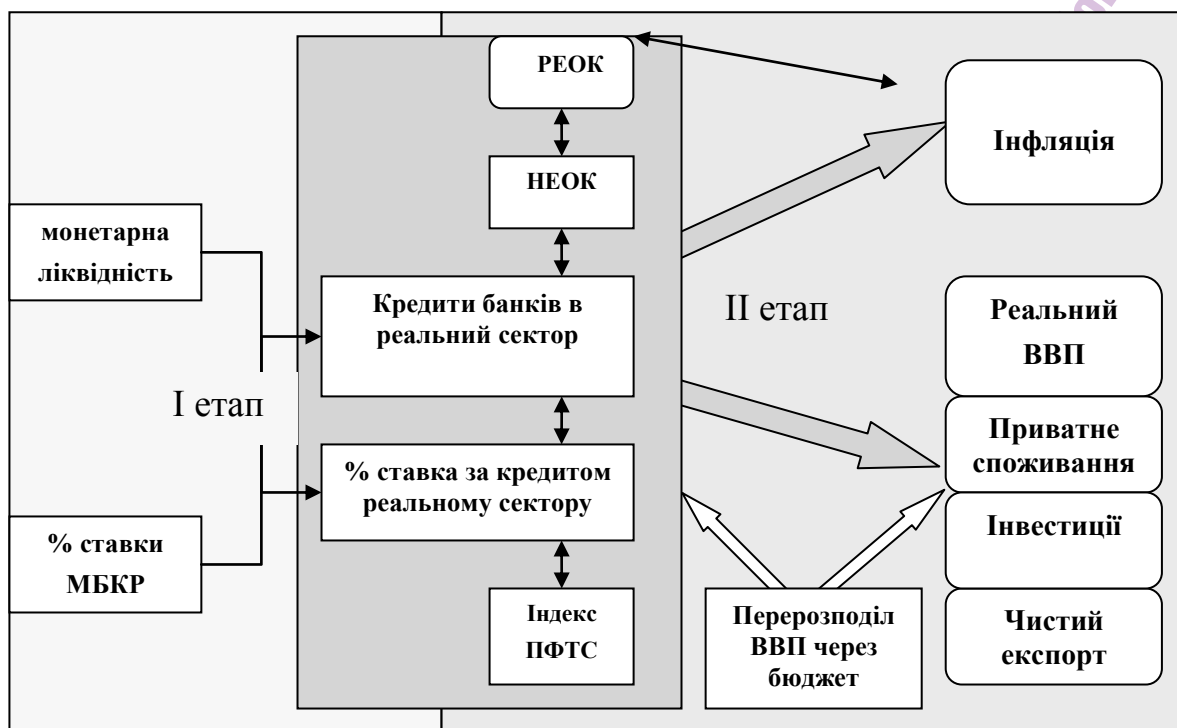 РЕОК
Інфляція
НЕОК
монетарна
ліквідність
Кредити банків в
реальний сектор
ІІ етап
Реальний
ВВП
І етап
Приватне
споживання
% ставка за кредитом
реальному сектору
% ставки
МБКР
Інвестиції
Індекс
ПФТС
Перерозподіл
ВВП через
бюджет
Чистий
експорт